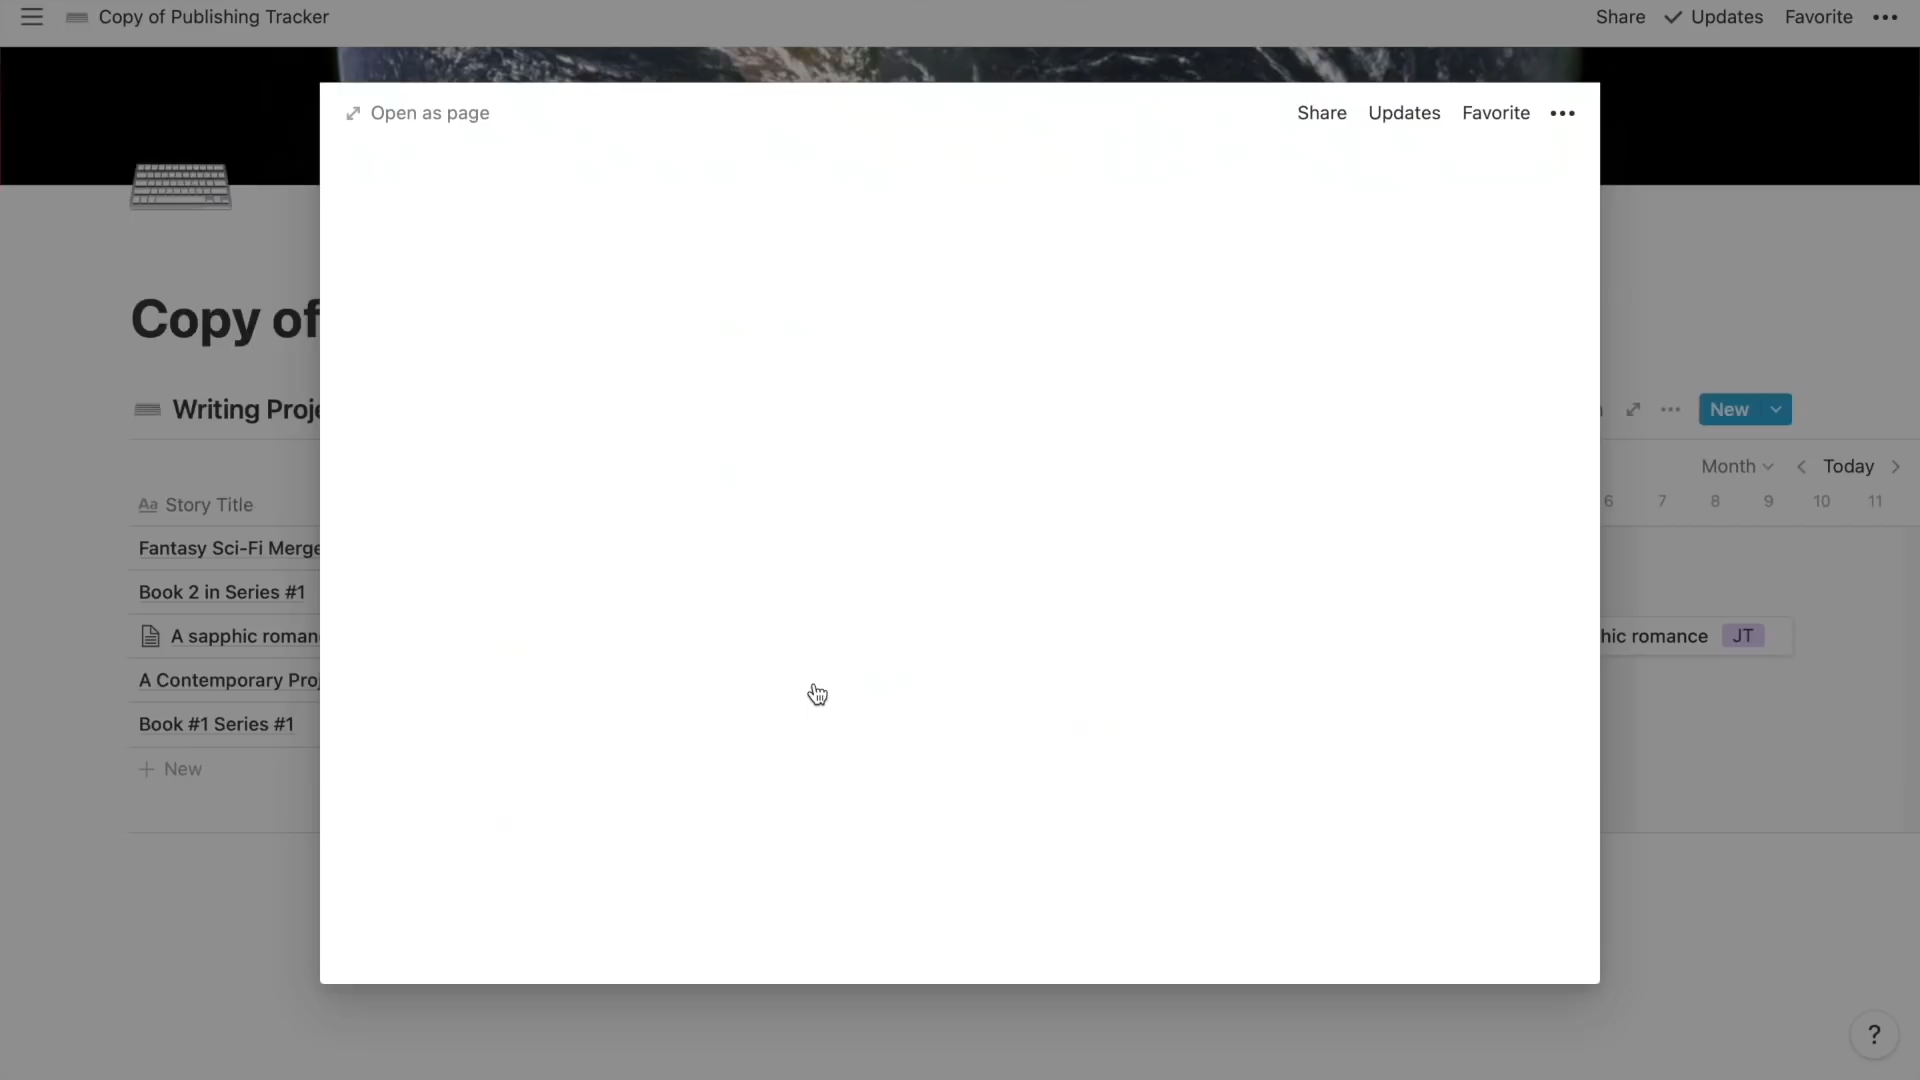 Copy of Publishing Tracker
Share Updates Favorite
Open as page
Share Updates Favorite
Copy of
Writing Proje
New
Month Today
Aa Story Title
6 7 8 9 10 11
Fantasy Sci-Fi Merge
Book 2 in Series #1
A sapphic roman
hic romance JT
A Contemporary Proj
Book #1 Series #1
+ New
?